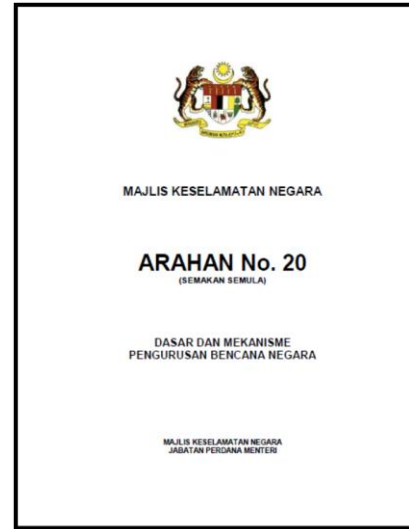 MAJLIS KESELAMATAN NEGARA
ARAHAN No. 20
(SEMAKAN SEMULA)
DASAR DAN MEKANISME
PENGURUSAN BENCANA NEGARA
MAJLIS KESELAMATAN NEGARA
JABATAN PERDANA MENTERI